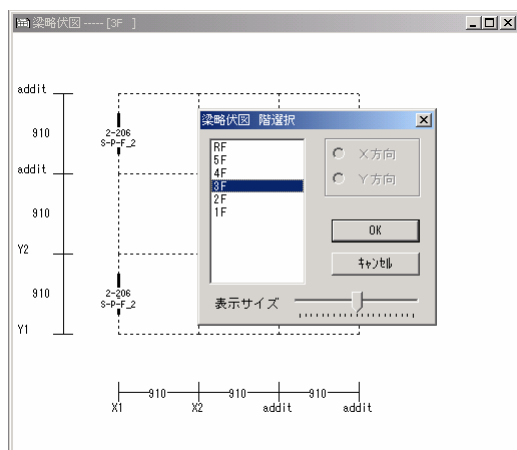 梁略伏図 ----- [3F ]
addit
910
2-206
S-P-F_2
addit
910
Y2
910
2-206
S-P-F_2
Y1
910
910
910
X1
X2
addit
addit
梁略伏図 階選択
RF
5F
4F
3F
2F
1F
X方向
Y方向
OK
ｷｬﾝｾﾙ
表示サイズ